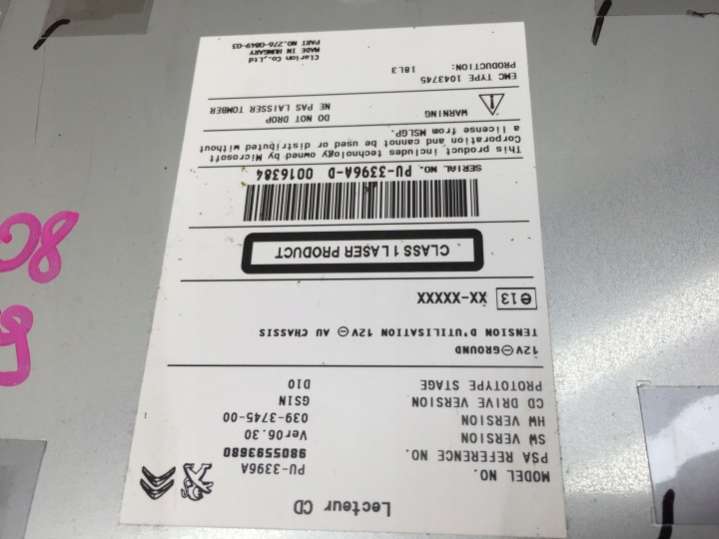 Lecteur CD
MODEL NO. PU-3396A
PSA REFERENCE NO. 9805593680
SW VERSION Ver06.30
HW VERSION 039-3745-00
CD DRIVE VERSION GSIN
PROTOTYPE STAGE D10
12V⊖GROUND
TENSION D'UTILISATION 12V⊖ AU CHASSIS
e13 XX-XXXXX
CLASS 1 LASER PRODUCT
SERIAL NO. PU-3396A-D 0016384
This product includes technology owned by Microsoft
Corporation and cannot be used or distributed without
a license from MSLGP.
WARNING DO NOT DROP
NE PAS LAISSER TOMBER
EMC TYPE 1043745
PRODUCTION: 18L3
Clarion Co.,Ltd
MADE IN HUNGARY
PART NO.276-0849-03